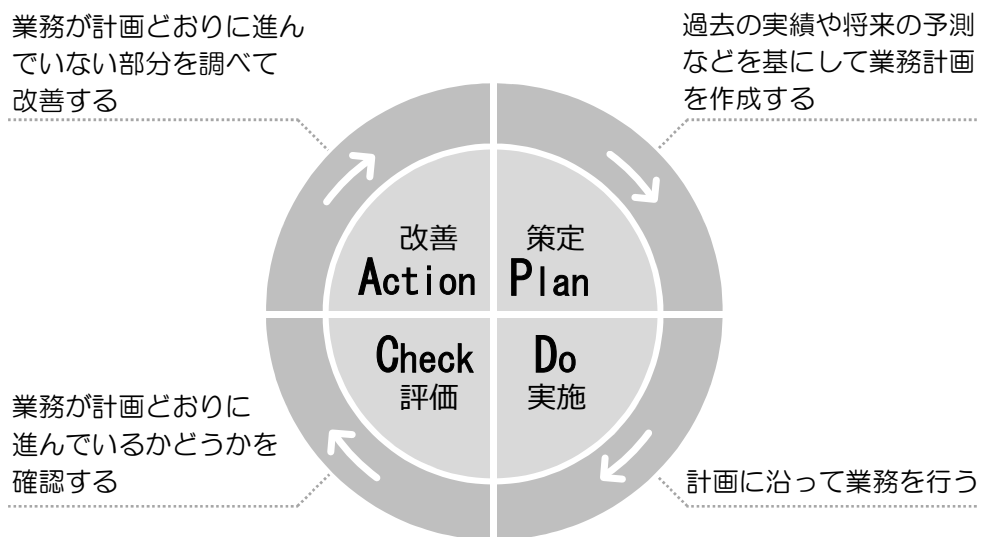 業務が計画どおりに進ん
でいない部分を調べて
改善する
過去の実績や将来の予測
などを基にして業務計画
を作成する
改善
Action
策定
Plan
Check
評価
Do
実施
業務が計画どおりに
進んでいるかどうかを
確認する
計画に沿って業務を行う